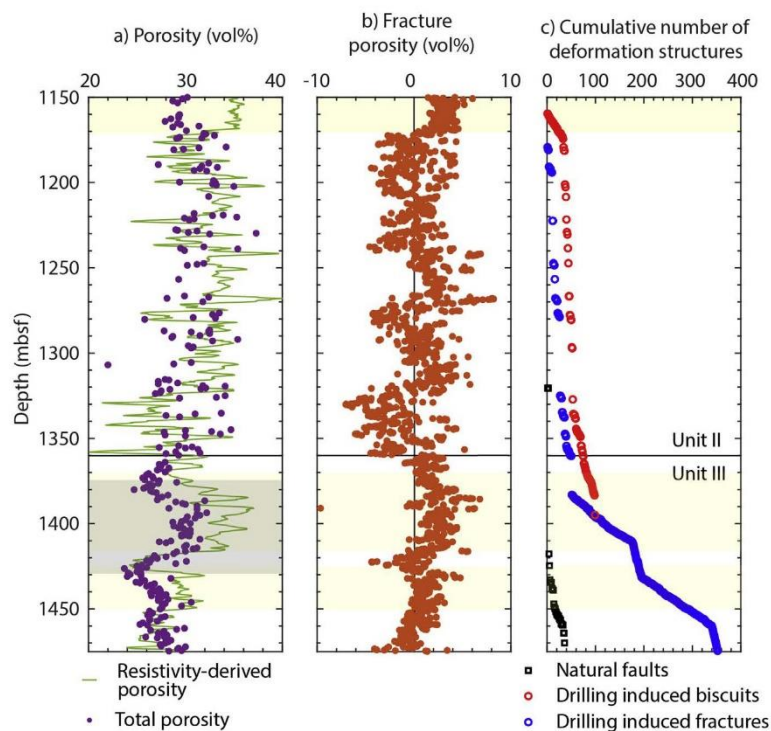 a) Porosity (vol%)
b) Fracture
porosity (vol%)
c) Cumulative number of
deformation structures
20 30 40
-10 0 10
0 100 200 300 400
Depth (mbsf)
1150
1200
1250
1300
1350
1400
1450
Unit II
Unit III
Resistivity-derived
porosity
Total porosity
Natural faults
Drilling induced biscuits
Drilling induced fractures